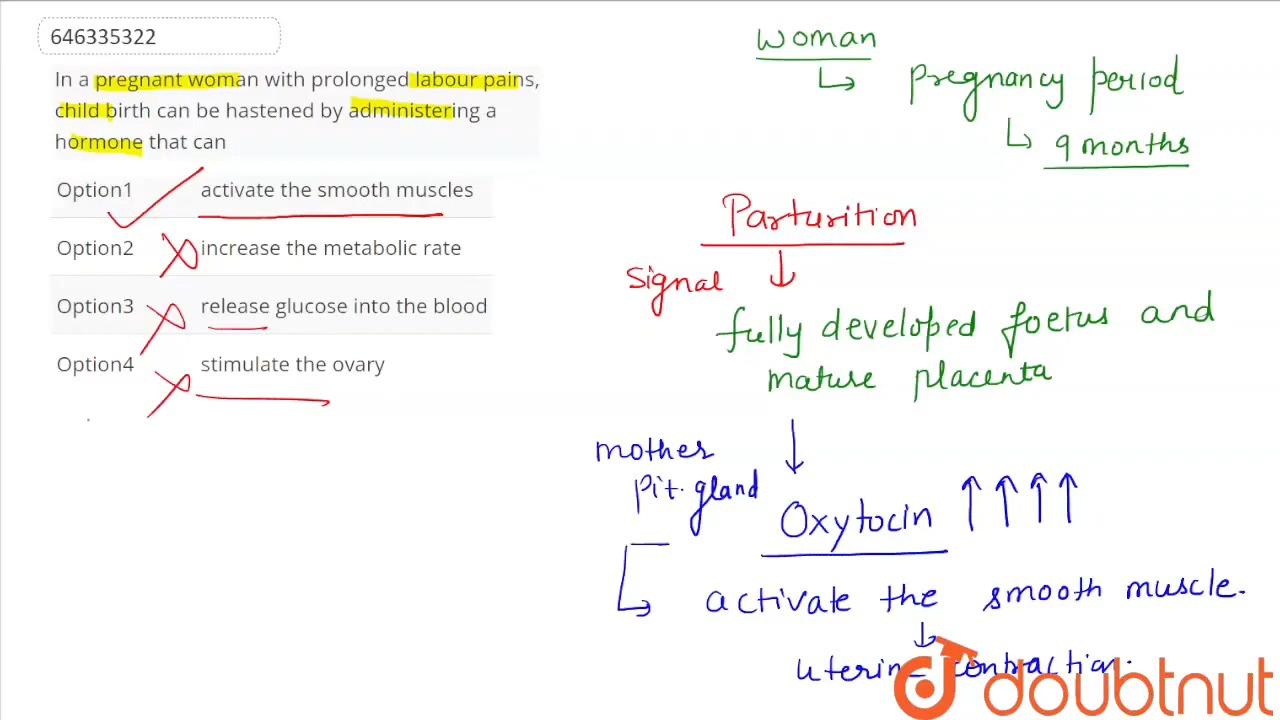 646335322
In a pregnant woman with prolonged labour pains,
child birth can be hastened by administering a
hormone that can
Option1 activate the smooth muscles
Option2 increase the metabolic rate
Option3 release glucose into the blood
Option4 stimulate the ovary
Woman
pregnancy period
9 months
Parturition
Signal
fully developed foetus and
mature placenta
mother
pit. gland
Oxytocin
activate the smooth muscle.
uterine contraction.
doubtnut